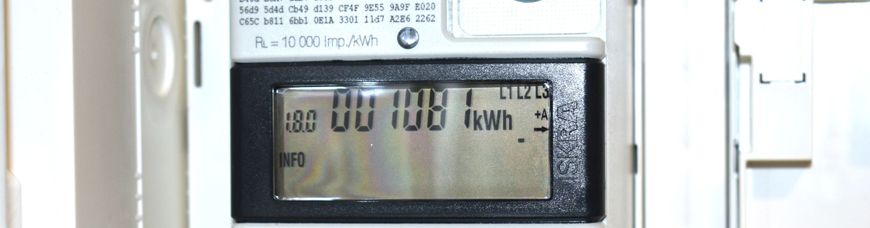 56d9 5d4d Cb49 d139 CF4F 9E55 9A9F E020
C65C b811 6bb1 0E1A 3301 11d7 A2E6 2262
RL = 10 000 Imp./kWh
L1 L2 L3
1.8.0 001081 kWh +A
INFO
ISKRA